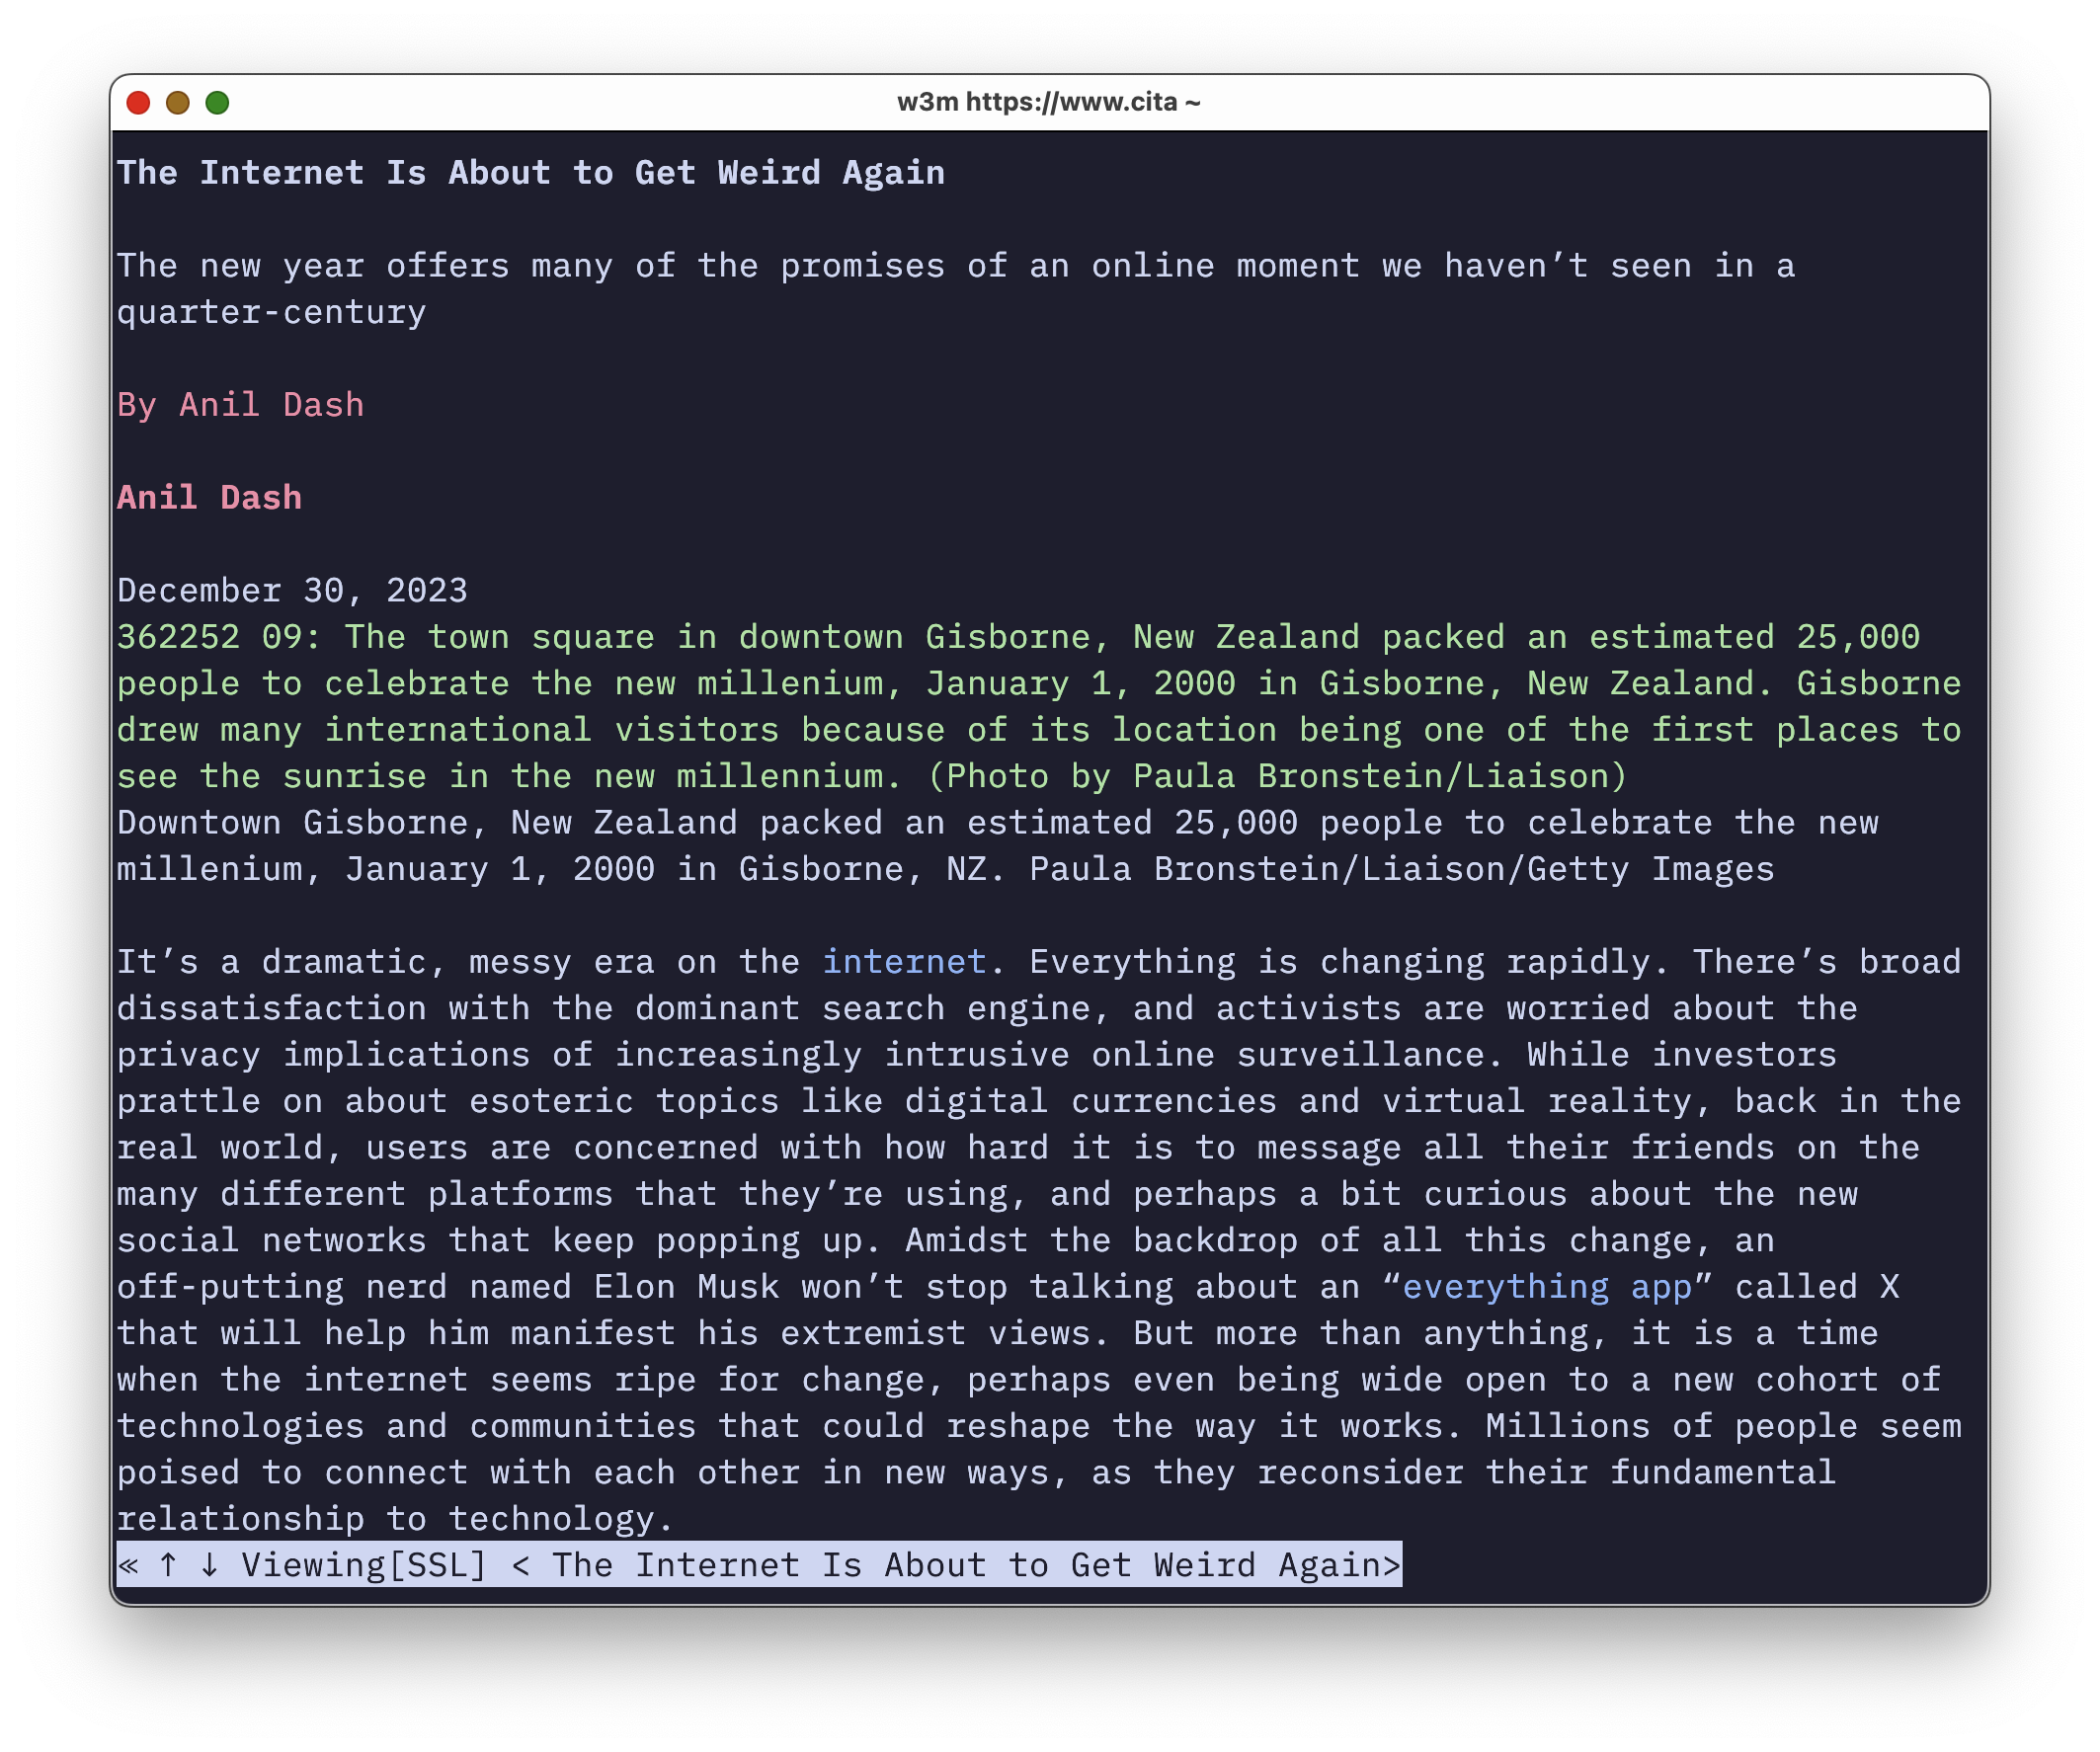 w3m https://www.cita ~
The Internet Is About to Get Weird Again
The new year offers many of the promises of an online moment we haven’t seen in a
quarter-century
By Anil Dash
Anil Dash
December 30, 2023
362252 09: The town square in downtown Gisborne, New Zealand packed an estimated 25,000
people to celebrate the new millenium, January 1, 2000 in Gisborne, New Zealand. Gisborne
drew many international visitors because of its location being one of the first places to
see the sunrise in the new millennium. (Photo by Paula Bronstein/Liaison)
Downtown Gisborne, New Zealand packed an estimated 25,000 people to celebrate the new
millenium, January 1, 2000 in Gisborne, NZ. Paula Bronstein/Liaison/Getty Images
It’s a dramatic, messy era on the internet. Everything is changing rapidly. There’s broad
dissatisfaction with the dominant search engine, and activists are worried about the
privacy implications of increasingly intrusive online surveillance. While investors
prattle on about esoteric topics like digital currencies and virtual reality, back in the
real world, users are concerned with how hard it is to message all their friends on the
many different platforms that they’re using, and perhaps a bit curious about the new
social networks that keep popping up. Amidst the backdrop of all this change, an
off-putting nerd named Elon Musk won’t stop talking about an “everything app” called X
that will help him manifest his extremist views. But more than anything, it is a time
when the internet seems ripe for change, perhaps even being wide open to a new cohort of
technologies and communities that could reshape the way it works. Millions of people seem
poised to connect with each other in new ways, as they reconsider their fundamental
relationship to technology.
« ↑ ↓ Viewing[SSL] < The Internet Is About to Get Weird Again>